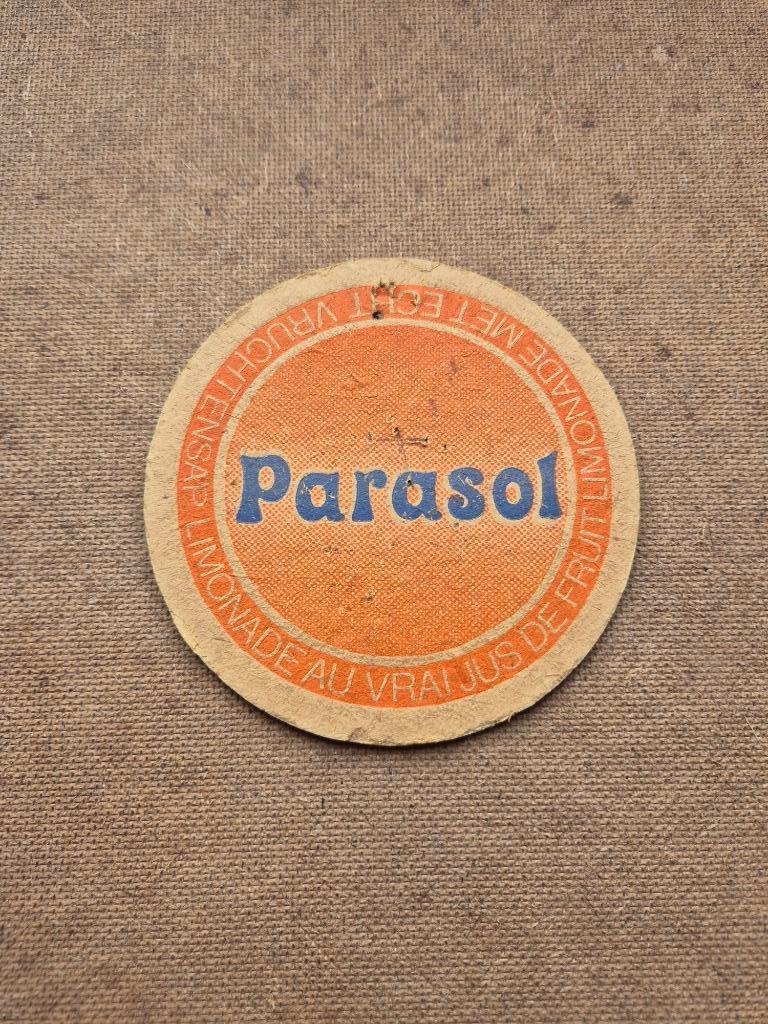 Parasol
LIMONADE AU VRAI JUS DE FRUIT
LIMONADE MET ECHT VRUCHTENSAP